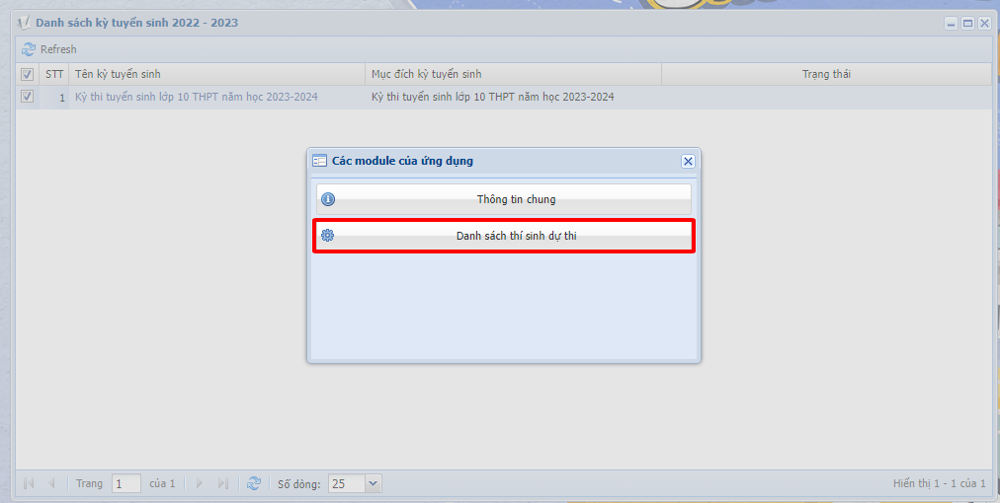 Danh sách kỳ tuyển sinh 2022 - 2023
Refresh
STT Tên kỳ tuyển sinh Mục đích kỳ tuyển sinh Trạng thái
1 Kỳ thi tuyển sinh lớp 10 THPT năm học 2023-2024 Kỳ thi tuyển sinh lớp 10 THPT năm học 2023-2024
Các module của ứng dụng
Thông tin chung
Danh sách thí sinh dự thi
Trang 1 của 1 Số dòng: 25 Hiển thị 1 - 1 của 1